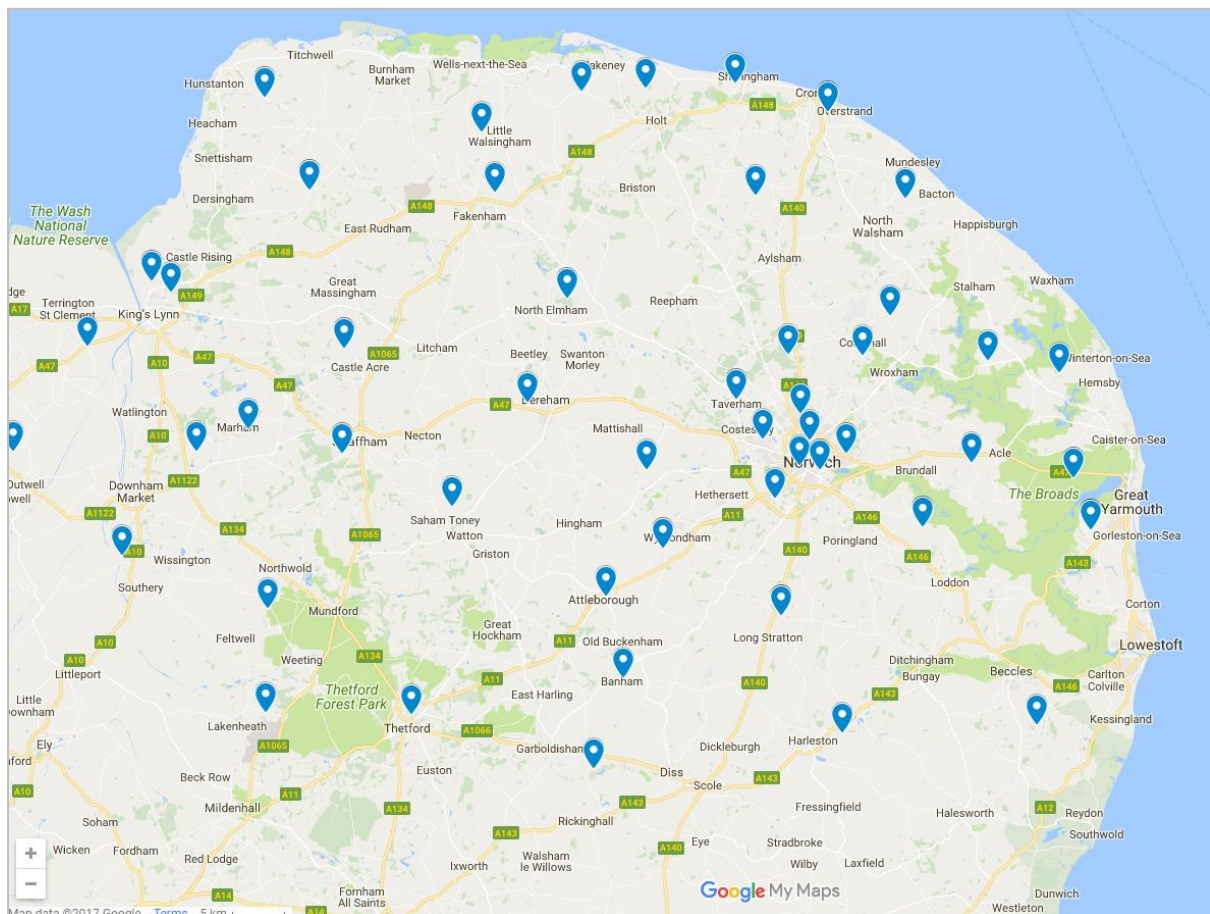 Titchwell
Hunstanton
Burnham
Market
Wells-next-the-Sea
Holt
Overstrand
Heacham
Little
Walsingham
A148
A148
Snettisham
Dersingham
Briston
Mundesley
Bacton
The Wash
National
Nature Reserve
A148
Fakenham
East Rudham
A140
North
Walsham
Happisburgh
Castle Rising
A148
Great
Massingham
Aylsham
Waxham
Stalham
Terrington
St Clement
A17
A149
King's Lynn
North Elmham
Reepham
A47
A10
A47
A1065
Castle Acre
Litcham
Beetley
Swanton
Morley
Wroxham
Winterton-on-Sea
Hemsby
A47
Watlington
A10
Marham
Necton
A47
Mattishall
Taverham
Caister-on-Sea
Acle
Norwich
Brundall
Downham
Market
A1122
A47
Hethersett
The Broads
Great
Yarmouth
Gorleston-on-Sea
A1122
A134
A1065
Saham Toney
Watton
Griston
Hingham
A11
A146
Poringland
A146
A140
A143
A10
Wissington
Southery
Northwold
Attleborough
Loddon
Corton
Lowestoft
Mundford
Feltwell
Weeting
Great
Hockham
A11
Old Buckenham
Banham
Long Stratton
Ditchingham
Bungay
Beccles
Carlton
Colville
A10
A10
Littleport
A134
A11
A140
A143
A146
Kessingland
Thetford
Forest Park
East Harling
Little
Lakenheath
Thetford
A1066
A1065
Garboldisham
Dickleburgh
Harleston
Ely
Beck Row
Euston
Diss
Scole
A143
A10
Mildenhall
A11
A134
A143
Rickinghall
Fressingfield
Halesworth
A12
Reydon
Southwold
Soham
A143
A140
Eye
Stradbroke
Wicken
Fordham
Red Lodge
Ixworth
Walsham
le Willows
Wilby
Laxfield
A14
Fornham
All Saints
A14
Google My Maps
Dunwich
Westleton
+
−
Map data ©2017 Google Terms 5 km